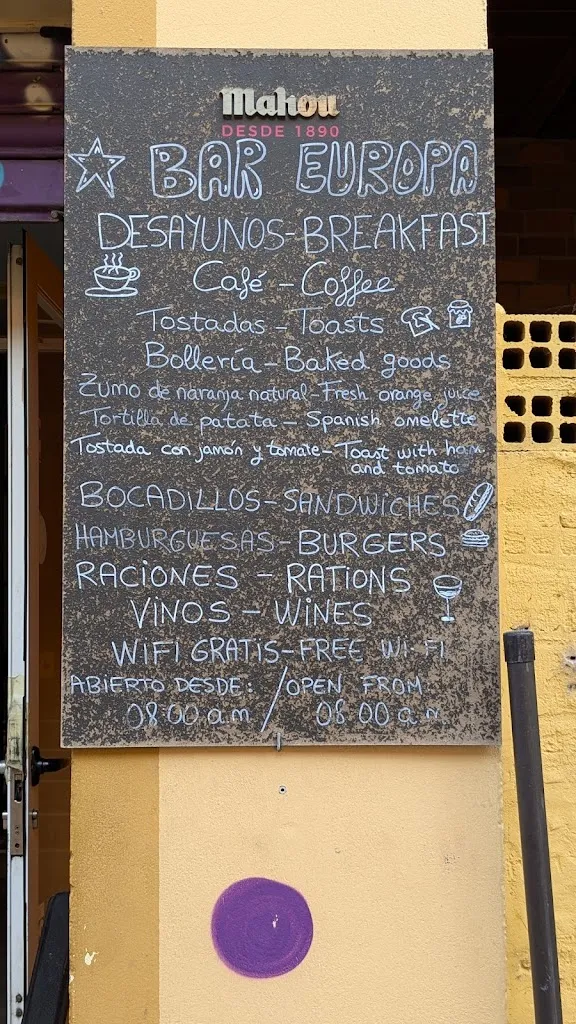 Mahou
DESDE 1890
BAR EUROPA
DESAYUNOS-BREAKFAST
Café - Coffee
Tostadas - Toasts
Bollería - Baked goods
Zumo de naranja natural - Fresh orange juice
Tortilla de patata - Spanish omelette
Tostada con jamón y tomate - Toast with ham
and tomato
BOCADILLOS - SANDWICHES
HAMBURGUESAS - BURGERS
RACIONES - RATIONS
VINOS - WINES
WIFI GRATIS - FREE WI-FI
ABIERTO DESDE: / OPEN FROM
08:00 a.m / 08:00 a.m